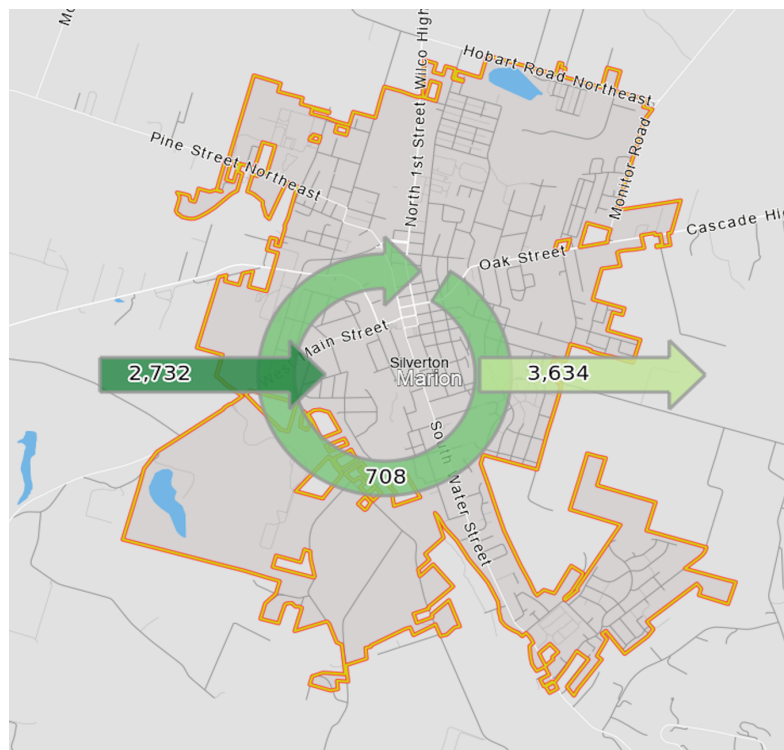 Hobart Road Northeast
North 1st Street Wilco High
Pine Street Northeast
Monitor Road
Cascade Hi
Oak Street
West Main Street
Silverton
Marion
2,732
3,634
708
South Water Street